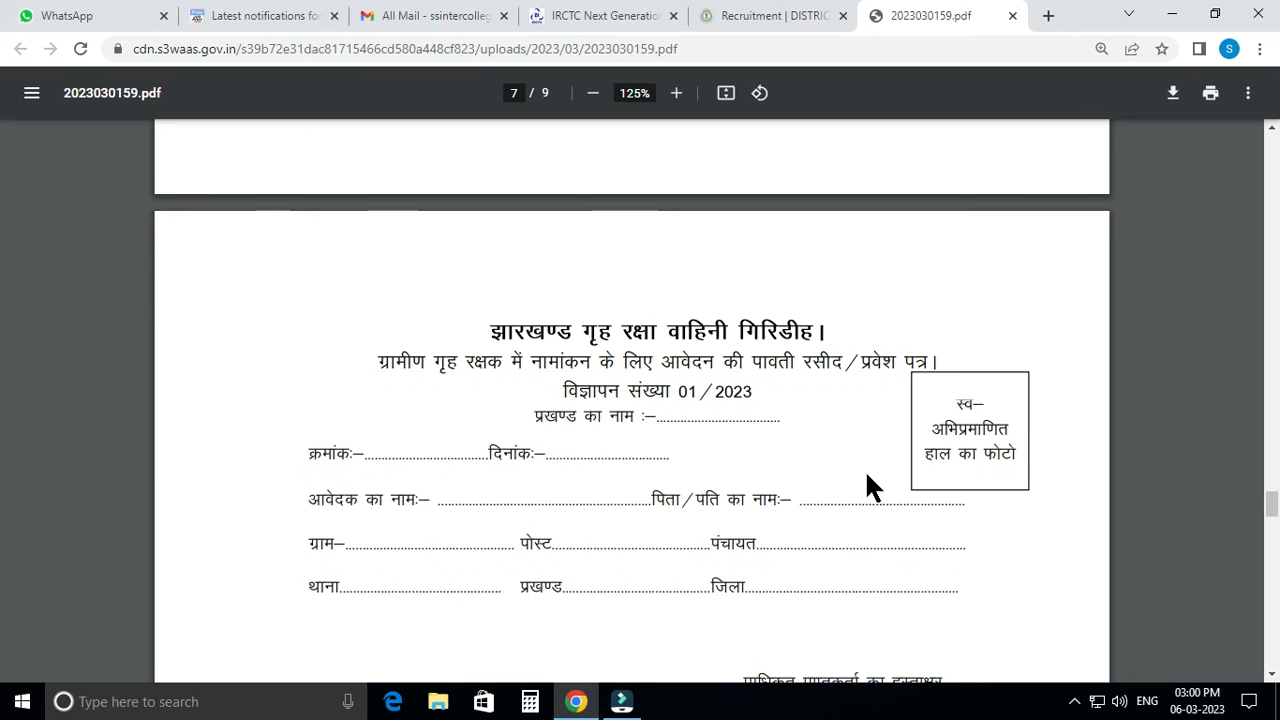 WhatsApp
Latest notifications for
All Mail - ssintercolleg
IRCTC Next Generatio
Recruitment | DISTRIC
2023030159.pdf
cdn.s3waas.gov.in/s39b72e31dac81715466cd580a448cf823/uploads/2023/03/2023030159.pdf
S
2023030159.pdf
7 / 9
125%
झारखण्ड गृह रक्षा वाहिनी गिरिडीह।
ग्रामीण गृह रक्षक में नामांकन के लिए आवेदन की पावती रसीद/प्रवेश पत्र।
विज्ञापन संख्या 01/2023
प्रखण्ड का नाम :–....................................
स्व–
अभिप्रमाणित
हाल का फोटो
क्रमांकः–....................................दिनांकः–....................................
आवेदक का नामः– ..............................................................पिता/पति का नामः– ................................................
ग्राम–................................................. पोस्ट..............................................पंचायत.............................................................
थाना............................................... प्रखण्ड...........................................जिला..............................................................
Type here to search
ENG
03:00 PM
06-03-2023